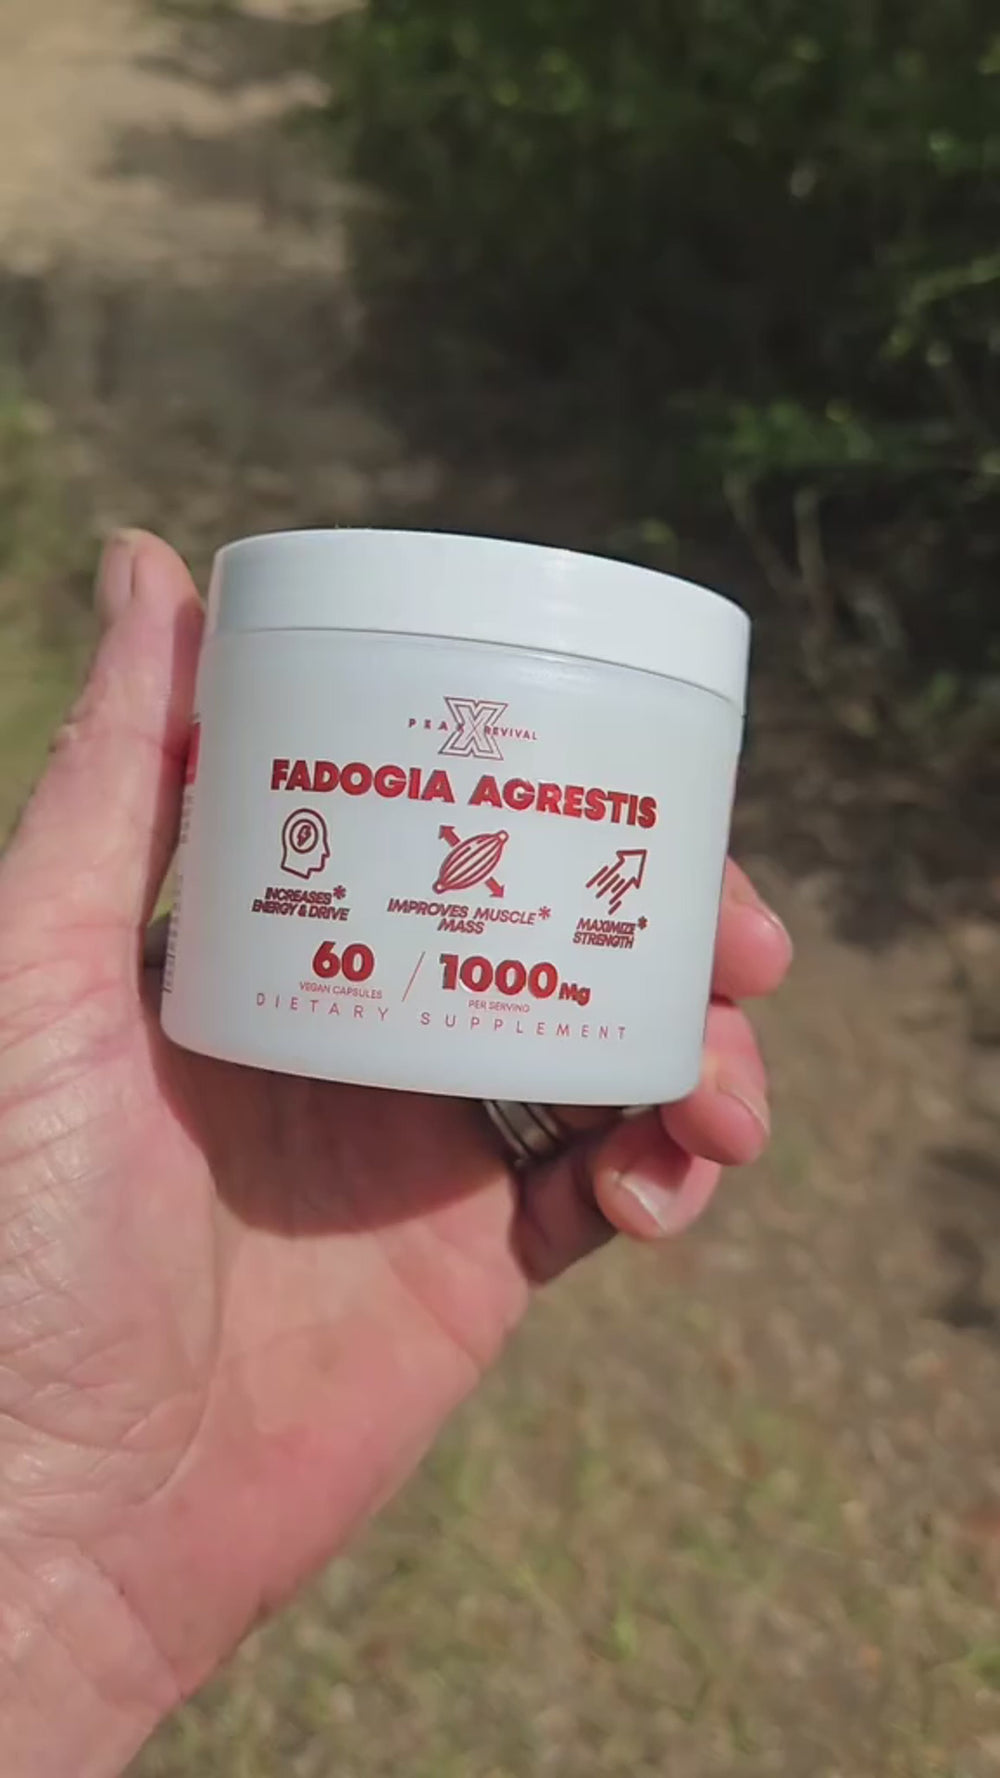 PEAK REVIVAL
FADOGIA AGRESTIS
INCREASES*
ENERGY & DRIVE
IMPROVES MUSCLE*
MASS
MAXIMIZE*
STRENGTH
60
VEGAN CAPSULES
1000Mg
PER SERVING
DIETARY SUPPLEMENT